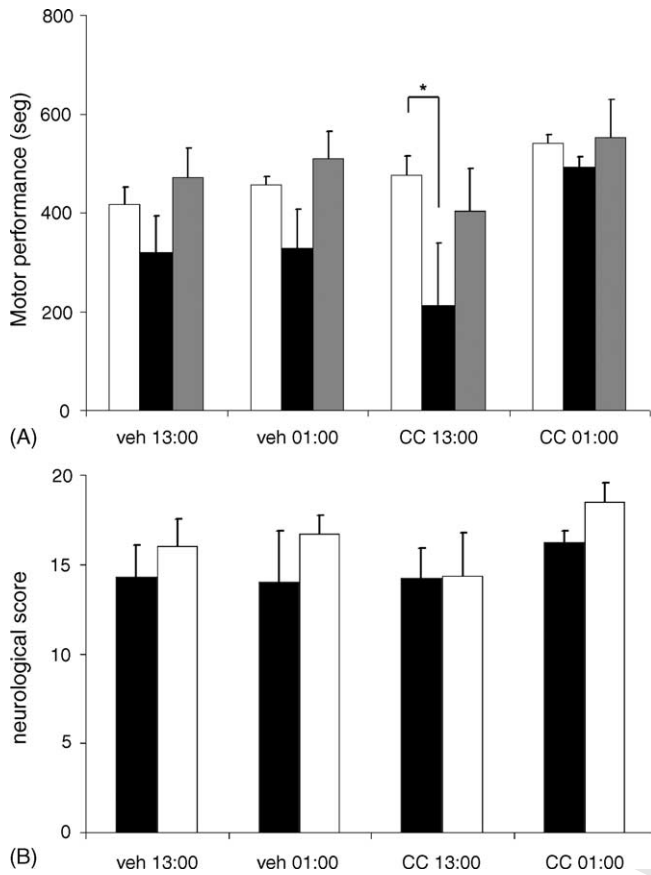 800
600
400
200
0
Motor performance (seg)
*
(A)
veh 13:00 veh 01:00 CC 13:00 CC 01:00
20
15
10
5
0
neurological score
(B)
veh 13:00 veh 01:00 CC 13:00 CC 01:00